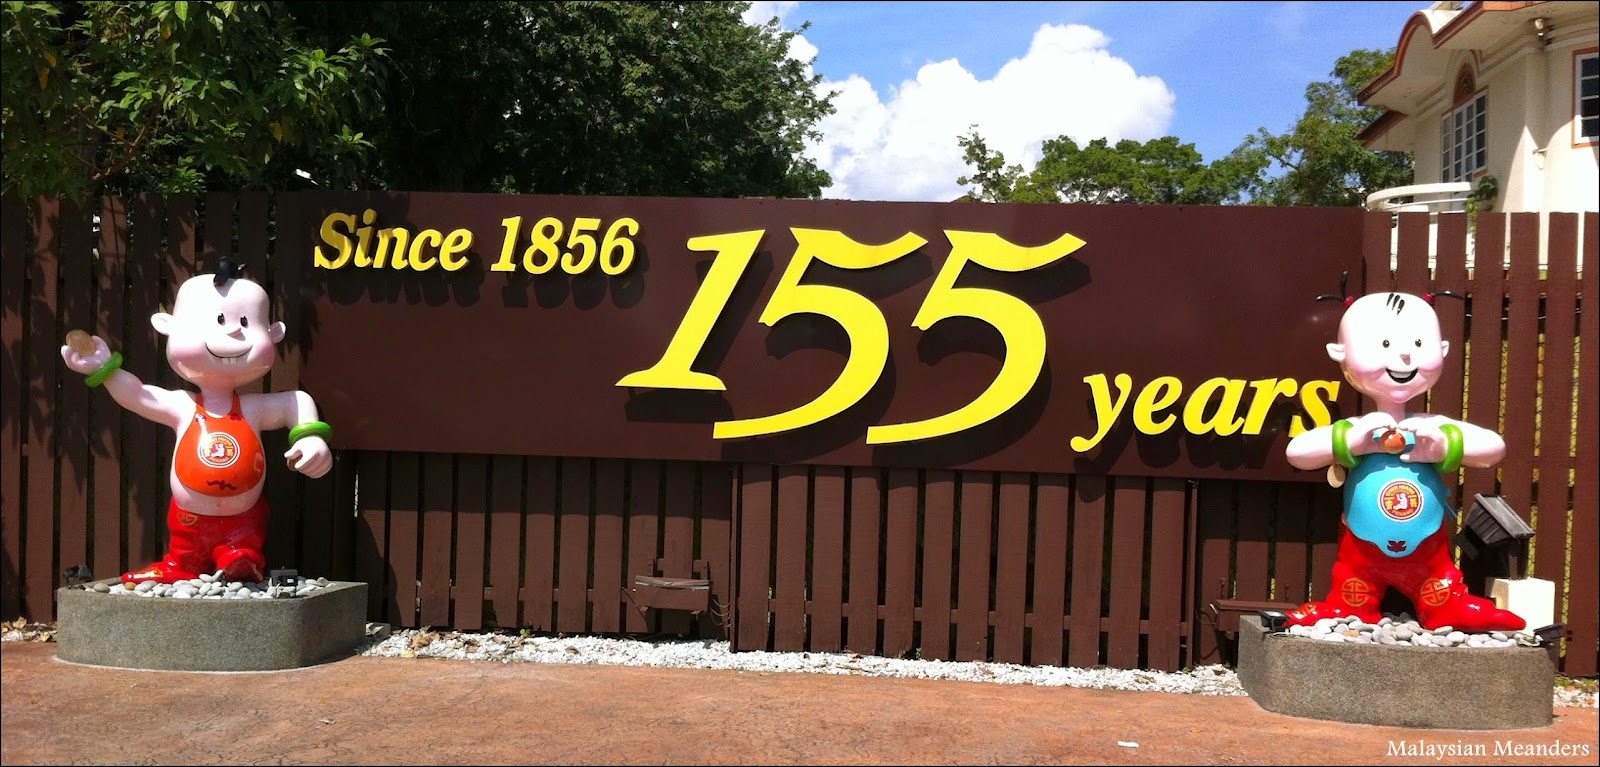 Since 1856
155
years
Malaysian Meanders